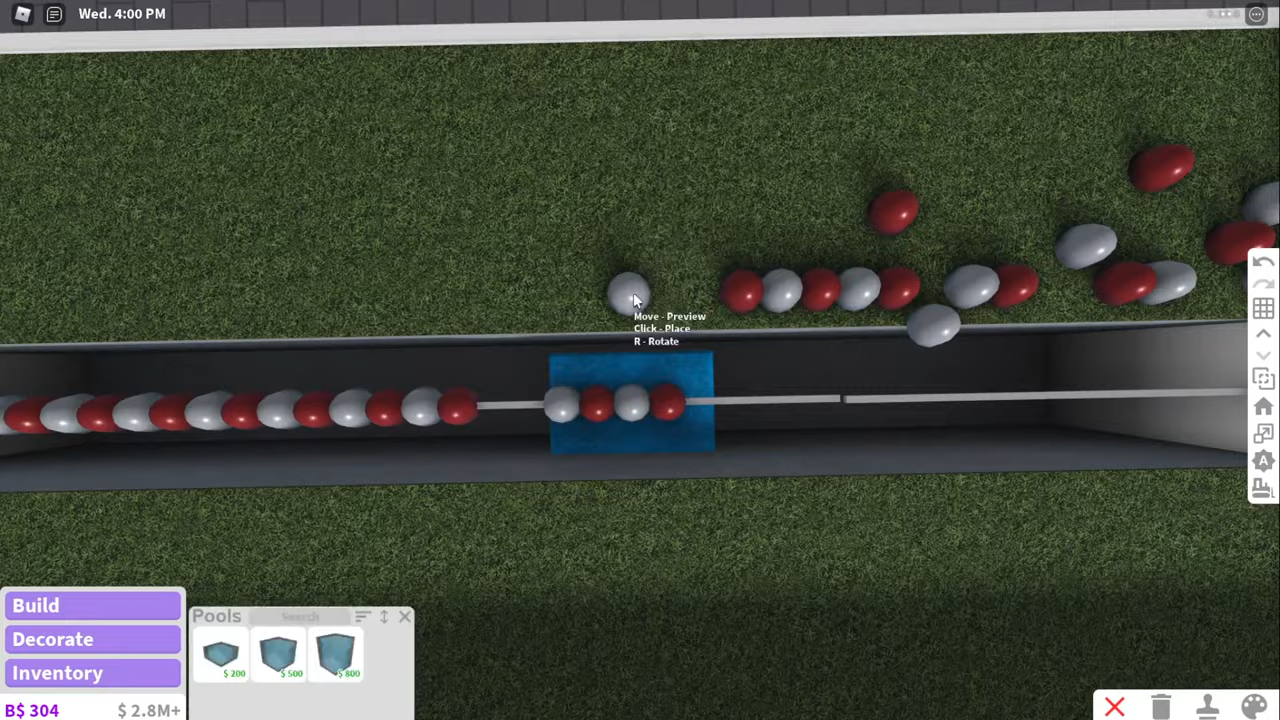 Wed. 4:00 PM
Move - Preview
Click - Place
R - Rotate
Build
Decorate
Inventory
B$ 304
$ 2.8M+
Pools
Search
$ 200
$ 500
$ 800
A